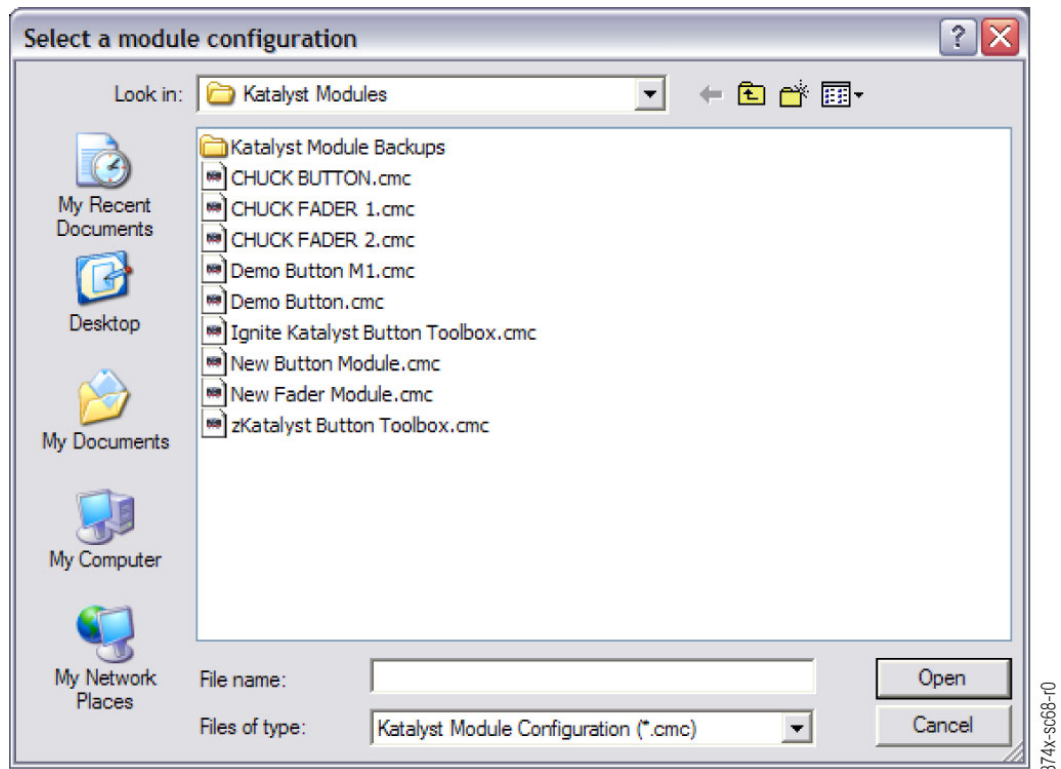 Select a module configuration
Look in: Katalyst Modules
Katalyst Module Backups
CHUCK BUTTON.cmc
CHUCK FADER 1.cmc
CHUCK FADER 2.cmc
Demo Button M1.cmc
Demo Button.cmc
Ignite Katalyst Button Toolbox.cmc
New Button Module.cmc
New Fader Module.cmc
zKatalyst Button Toolbox.cmc
My Recent
Documents
Desktop
My Documents
My Computer
My Network
Places
File name:
Open
Files of type: Katalyst Module Configuration (*.cmc)
Cancel